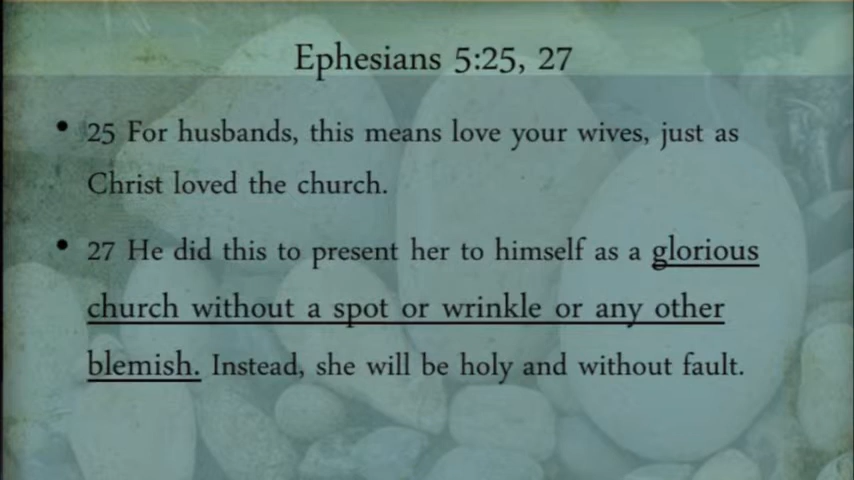 Ephesians 5:25, 27
• 25 For husbands, this means love your wives, just as
Christ loved the church.
• 27 He did this to present her to himself as a glorious
church without a spot or wrinkle or any other
blemish. Instead, she will be holy and without fault.